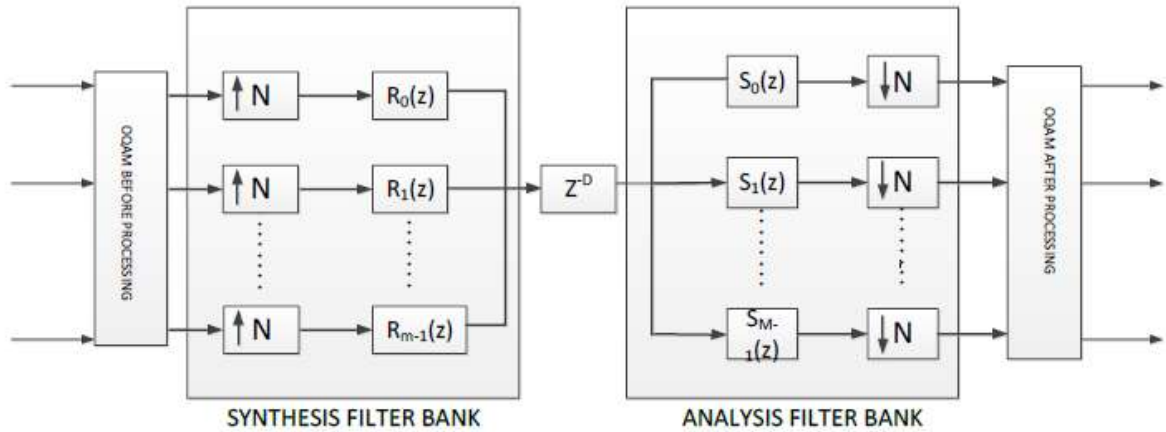 OQAM BEFORE PROCESSING
↑ N
R0(z)
↑ N
R1(z)
↑ N
Rm-1(z)
Z-D
S0(z)
↓ N
S1(z)
↓ N
SM-
1(z)
↓ N
OQAM AFTER PROCESSING
SYNTHESIS FILTER BANK
ANALYSIS FILTER BANK